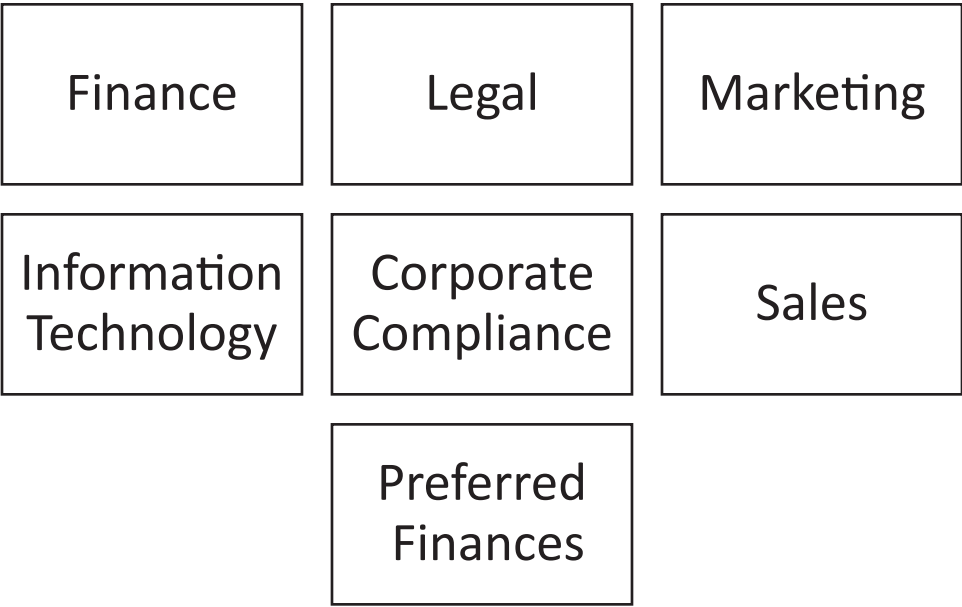 Finance
Legal
Marketing
Information
Technology
Corporate
Compliance
Sales
Preferred
Finances